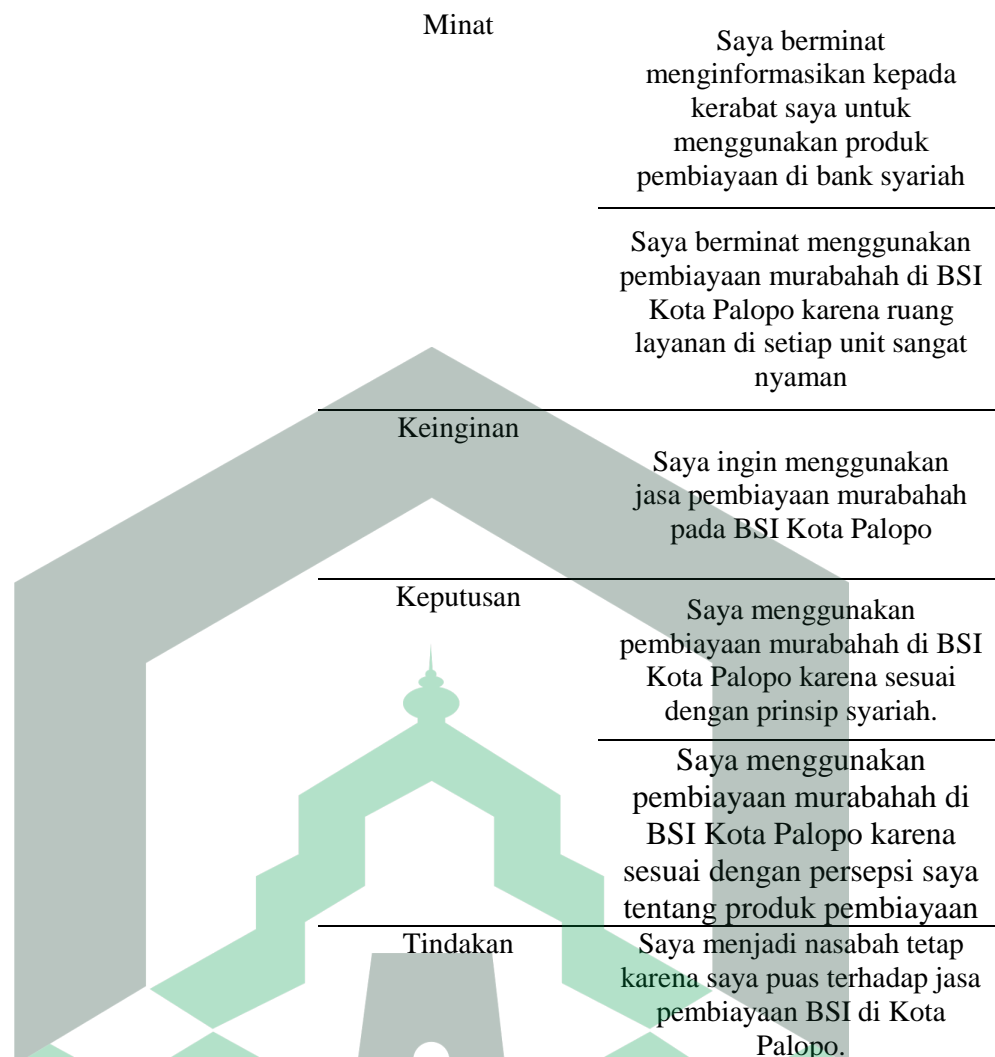 Minat
Saya berminat
menginformasikan kepada
kerabat saya untuk
menggunakan produk
pembiayaan di bank syariah
Saya berminat menggunakan
pembiayaan murabahah di BSI
Kota Palopo karena ruang
layanan di setiap unit sangat
nyaman
Keinginan
Saya ingin menggunakan
jasa pembiayaan murabahah
pada BSI Kota Palopo
Keputusan
Saya menggunakan
pembiayaan murabahah di BSI
Kota Palopo karena sesuai
dengan prinsip syariah.
Saya menggunakan
pembiayaan murabahah di
BSI Kota Palopo karena
sesuai dengan persepsi saya
tentang produk pembiayaan
Tindakan
Saya menjadi nasabah tetap
karena saya puas terhadap jasa
pembiayaan BSI di Kota
Palopo.